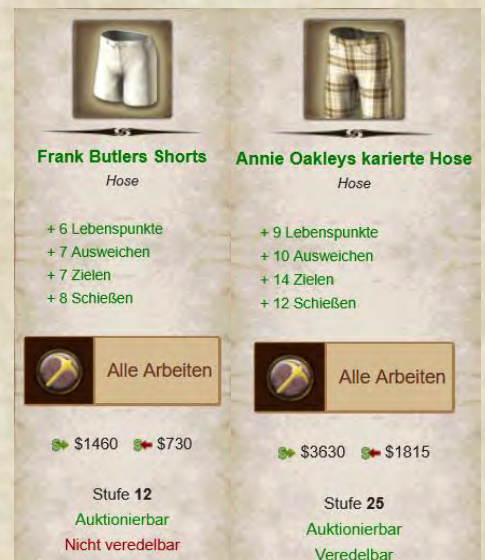 Frank Butlers Shorts
Hose
+ 6 Lebenspunkte
+ 7 Ausweichen
+ 7 Zielen
+ 8 Schießen
Alle Arbeiten
$1460 $730
Stufe 12
Auktionierbar
Nicht veredelbar
Annie Oakleys karierte Hose
Hose
+ 9 Lebenspunkte
+ 10 Ausweichen
+ 14 Zielen
+ 12 Schießen
Alle Arbeiten
$3630 $1815
Stufe 25
Auktionierbar
Veredelbar